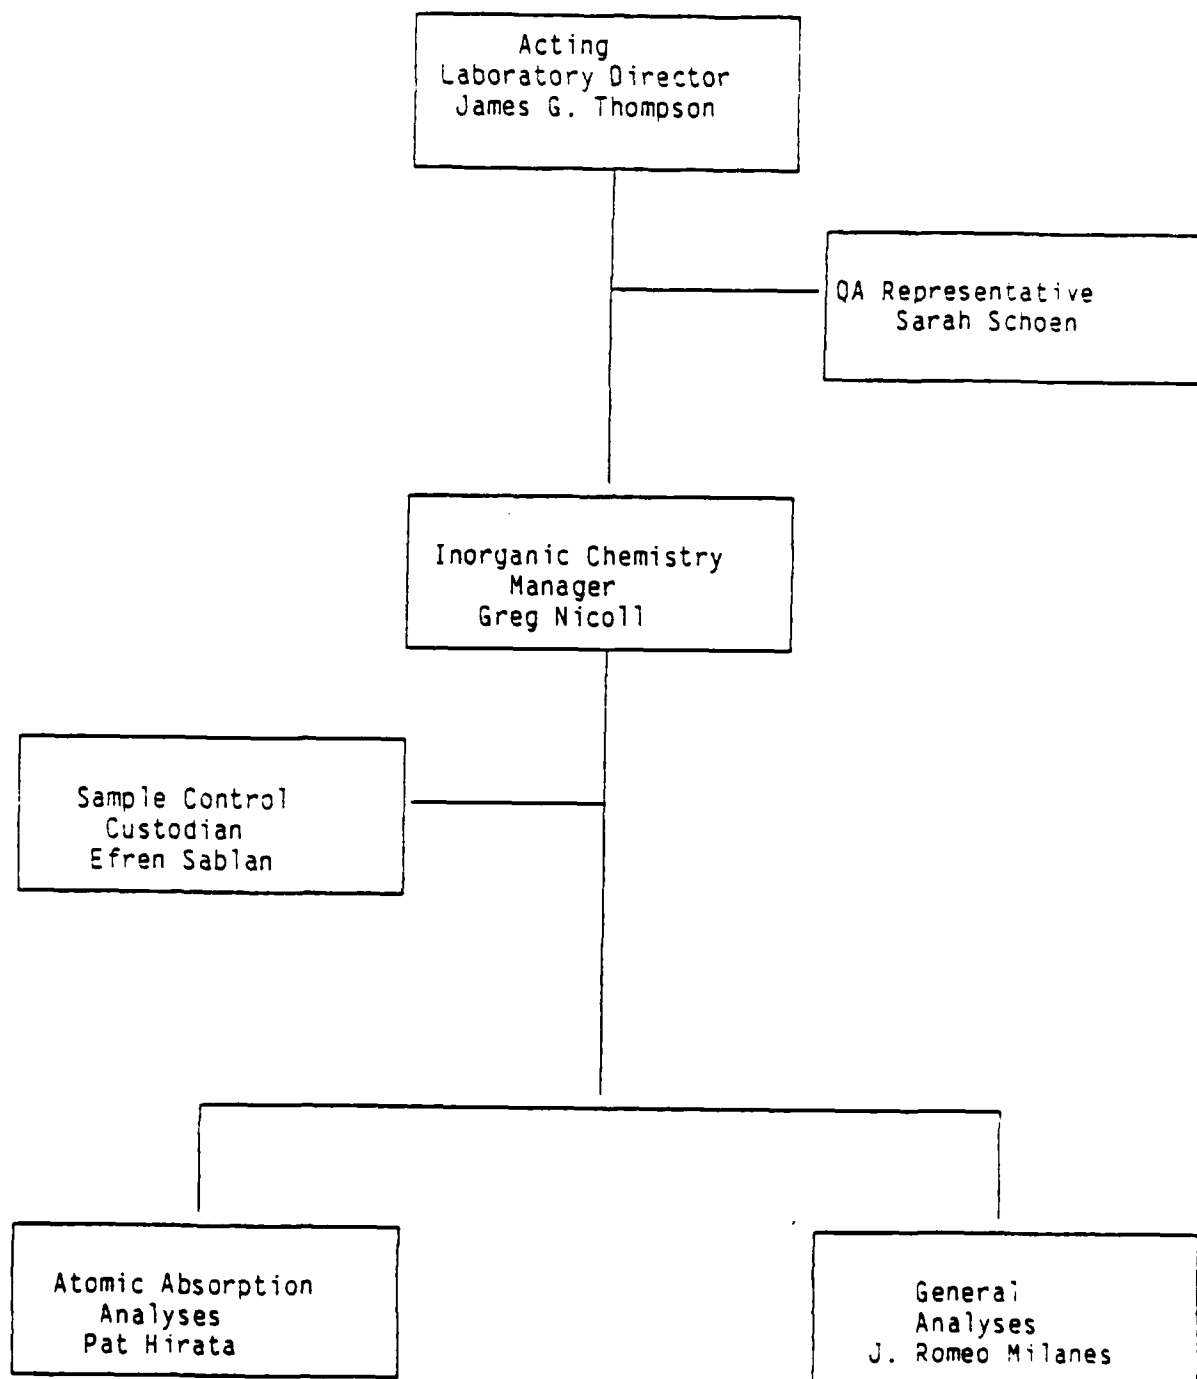 Acting
Laboratory Director
James G. Thompson
QA Representative
Sarah Schoen
Inorganic Chemistry
Manager
Greg Nicoll
Sample Control
Custodian
Efren Sablan
Atomic Absorption
Analyses
Pat Hirata
General
Analyses
J. Romeo Milanes